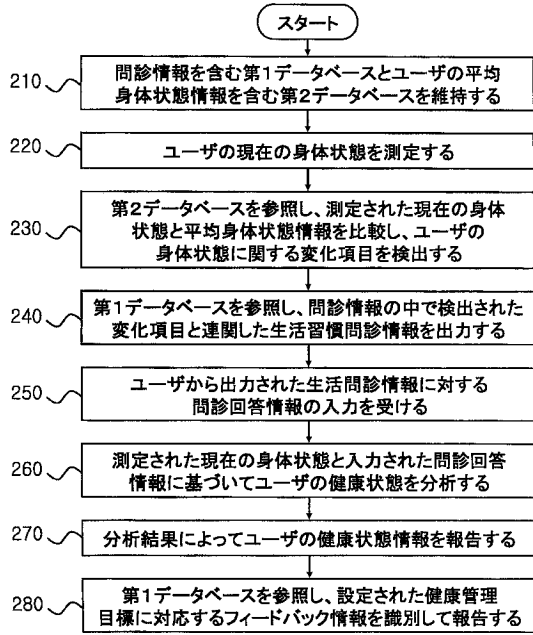 スタート
210
問診情報を含む第1データベースとユーザの平均
身体状態情報を含む第2データベースを維持する
220
ユーザの現在の身体状態を測定する
230
第2データベースを参照し、測定された現在の身体
状態と平均身体状態情報を比較し、ユーザの
身体状態に関する変化項目を検出する
240
第1データベースを参照し、問診情報の中で検出された
変化項目と連関した生活習慣問診情報を出力する
250
ユーザから出力された生活問診情報に対する
問診回答情報の入力を受ける
260
測定された現在の身体状態と入力された問診回答
情報に基づいてユーザの健康状態を分析する
270
分析結果によってユーザの健康状態情報を報告する
280
第1データベースを参照し、設定された健康管理
目標に対応するフィードバック情報を識別して報告する